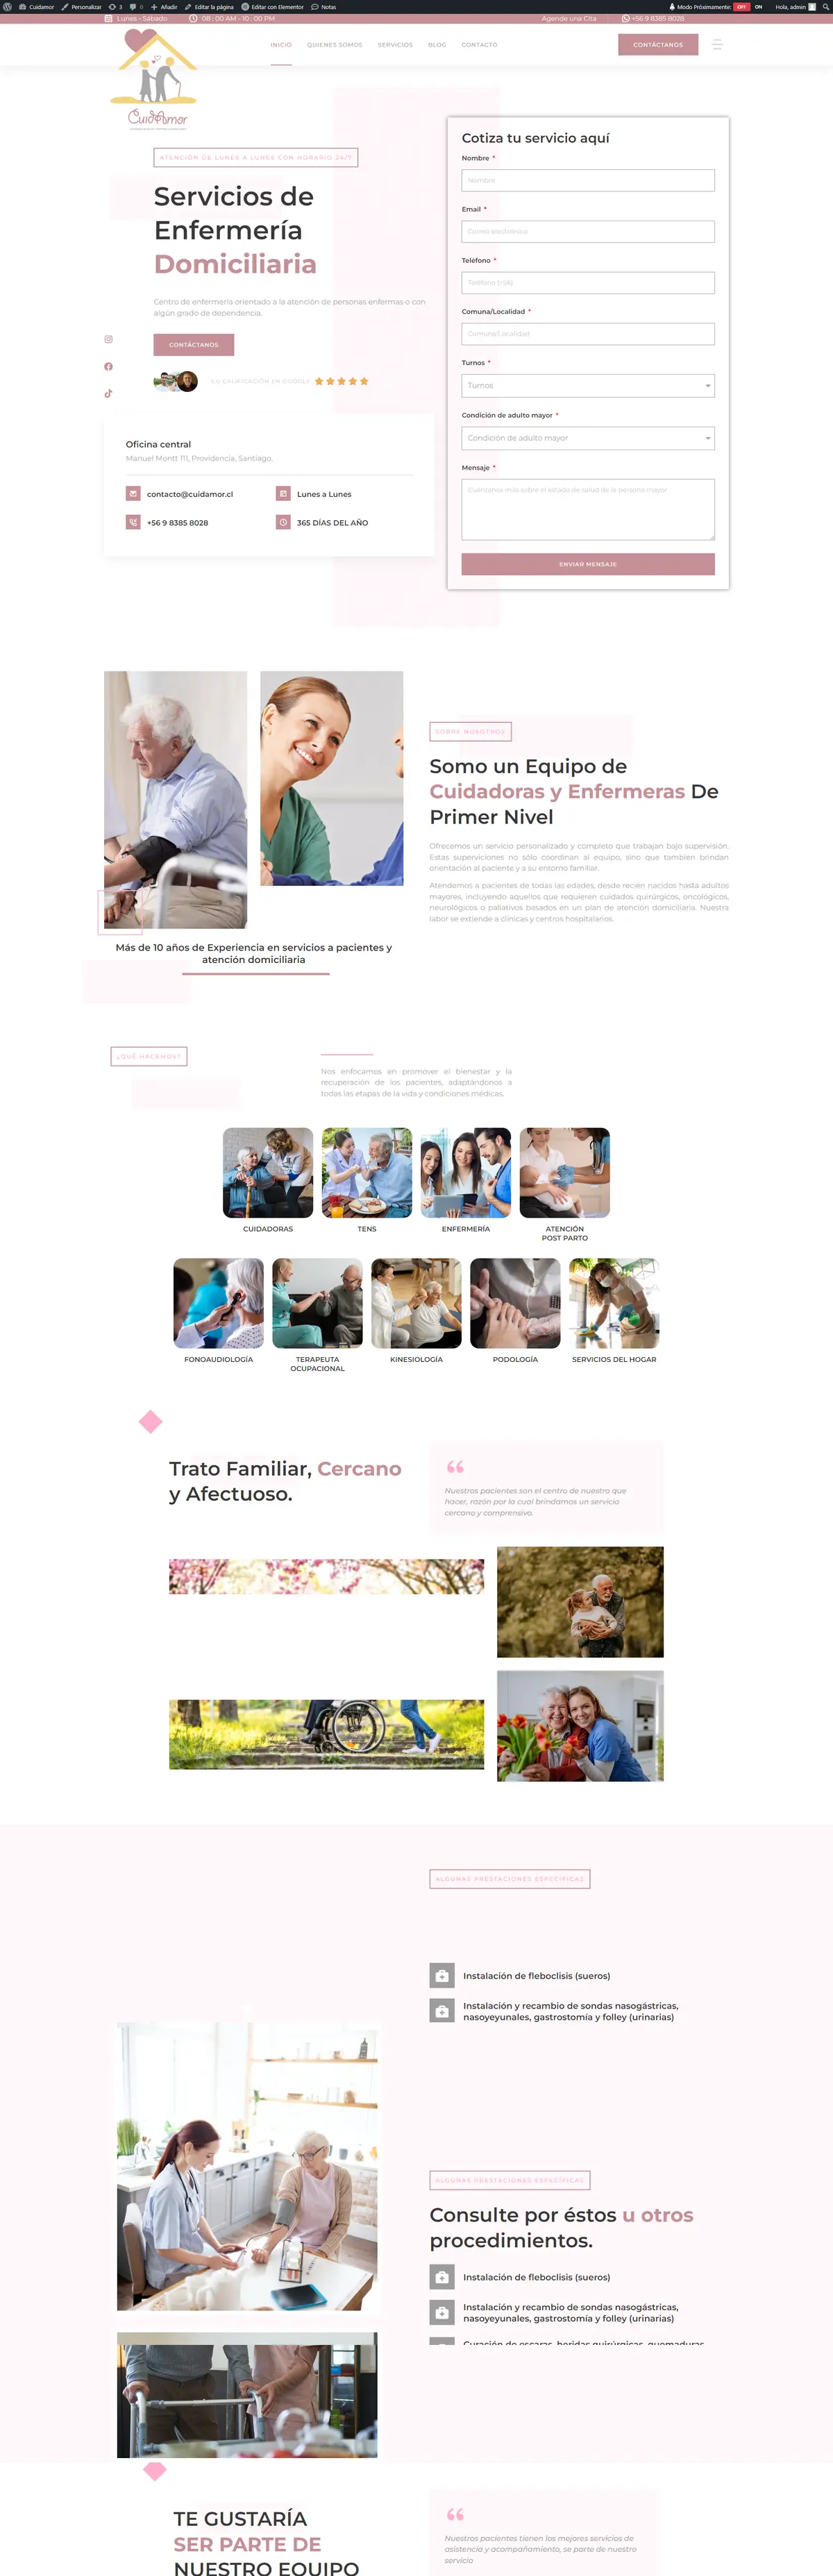 Cuidamor
Personalizar
3
0
Añadir
Editar la página
Editar con Elementor
Notas
Modo Próximamente:
OFF
ON
Hola, admin
Lunes - Sábado
08 : 00 AM - 10 : 00 PM
Agende una Cita
+56 9 8385 8028
INICIO
QUIENES SOMOS
SERVICIOS
BLOG
CONTACTO
CONTÁCTANOS
CuidAmor
ATENCIÓN DE LUNES A LUNES CON HORARIO 24/7
Servicios de
Enfermería
Domiciliaria
Centro de enfermería orientado a la atención de personas enfermas o con
algún grado de dependencia.
CONTÁCTANOS
5.0 CALIFICACIÓN EN GOOGLE
Oficina central
Manuel Montt 111, Providencia, Santiago.
contacto@cuidamor.cl
Lunes a Lunes
+56 9 8385 8028
365 DÍAS DEL AÑO
Cotiza tu servicio aquí
Nombre *
Nombre
Email *
Correo electrónico
Teléfono *
Teléfono (+56)
Comuna/Localidad *
Comuna/Localidad
Turnos *
Turnos
Condición de adulto mayor *
Condición de adulto mayor
Mensaje *
Cuéntanos más sobre el estado de salud de la persona mayor
ENVIAR MENSAJE
SOBRE NOSOTROS
Somo un Equipo de
Cuidadoras y Enfermeras De
Primer Nivel
Ofrecemos un servicio personalizado y completo que trabajan bajo supervisión.
Estas supervisiones no sólo coordinan al equipo, sino que tambien brindan
orientación al paciente y a su entorno familiar.
Atendemos a pacientes de todas las edades, desde recién nacidos hasta adultos
mayores, incluyendo aquellos que requieren cuidados quirúrgicos, oncológicos,
neurológicos o paliativos basados en un plan de atención domiciliaria. Nuestra
labor se extiende a clínicas y centros hospitalarios.
Más de 10 años de Experiencia en servicios a pacientes y
atención domiciliaria
¿QUÉ HACEMOS?
Nos enfocamos en promover el bienestar y la
recuperación de los pacientes, adaptándonos a
todas las etapas de la vida y condiciones médicas.
CUIDADORAS
TENS
ENFERMERÍA
ATENCIÓN
POST PARTO
FONOAUDIOLOGÍA
TERAPEUTA
OCUPACIONAL
KINESIOLOGÍA
PODOLOGÍA
SERVICIOS DEL HOGAR
Trato Familiar, Cercano
y Afectuoso.
Nuestros pacientes son el centro de nuestro que
hacer, razón por la cual brindamos un servicio
cercano y comprensivo.
ALGUNAS PRESTACIONES ESPECÍFICAS
Instalación de fleboclisis (sueros)
Instalación y recambio de sondas nasogástricas,
nasoyeyunales, gastrostomía y folley (urinarias)
ALGUNAS PRESTACIONES ESPECÍFICAS
Consulte por éstos u otros
procedimientos.
Instalación de fleboclisis (sueros)
Instalación y recambio de sondas nasogástricas,
nasoyeyunales, gastrostomía y folley (urinarias)
Curación de escaras, heridas quirúrgicas, quemaduras
TE GUSTARÍA
SER PARTE DE
NUESTRO EQUIPO
Nuestros pacientes tienen los mejores servicios de
asistencia y acompañamiento, se parte de nuestro
servicio